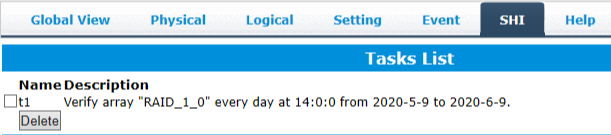 Global View Physical Logical Setting Event SHI Help
Tasks List
Name Description
t1 Verify array "RAID_1_0" every day at 14:0:0 from 2020-5-9 to 2020-6-9.
Delete